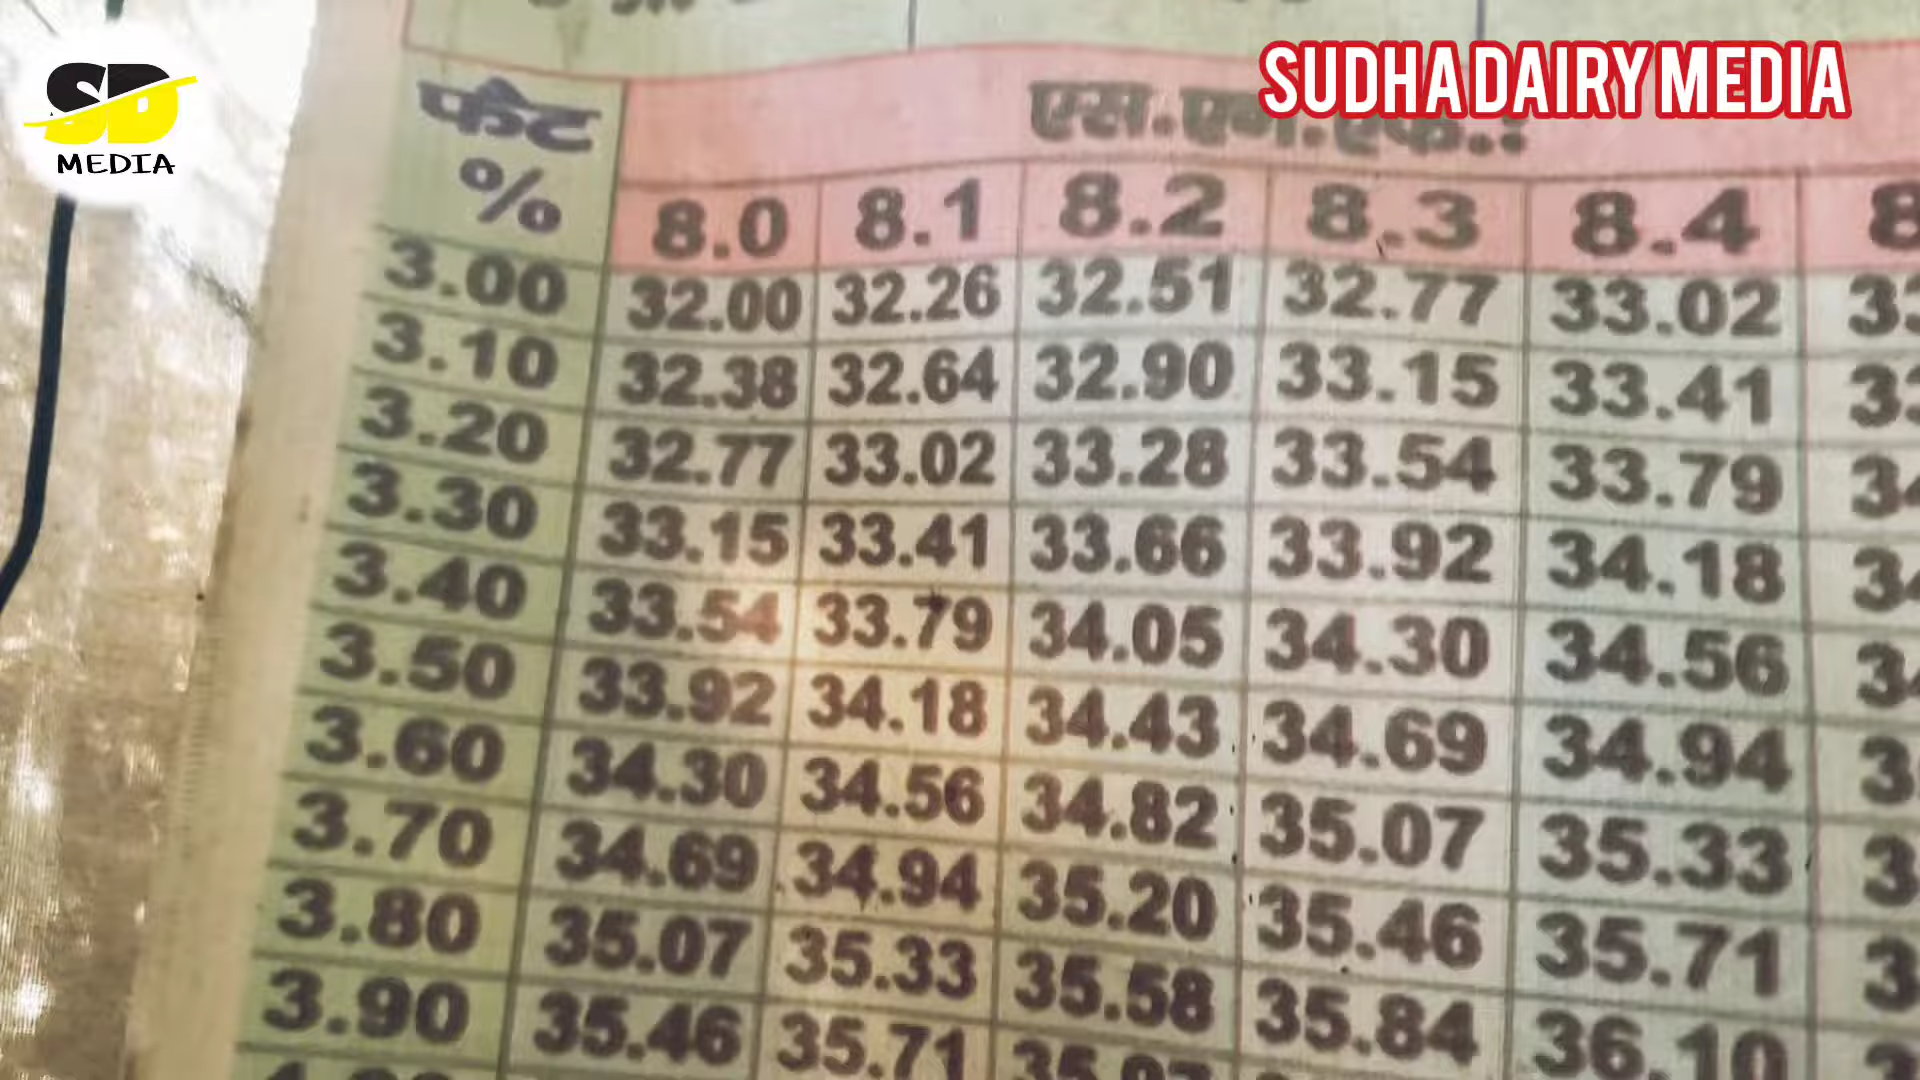 SD
MEDIA
SUDHA DAIRY MEDIA
फैट
%
एस.एन.एफ.:
8.0 8.1 8.2 8.3 8.4
3.00 32.00 32.26 32.51 32.77 33.02
3.10 32.38 32.64 32.90 33.15 33.41
3.20 32.77 33.02 33.28 33.54 33.79
3.30 33.15 33.41 33.66 33.92 34.18
3.40 33.54 33.79 34.05 34.30 34.56
3.50 33.92 34.18 34.43 34.69 34.94
3.60 34.30 34.56 34.82 35.07 35.33
3.70 34.69 34.94 35.20 35.46 35.71
3.80 35.07 35.33 35.58 35.84 36.10
3.90 35.46 35.71